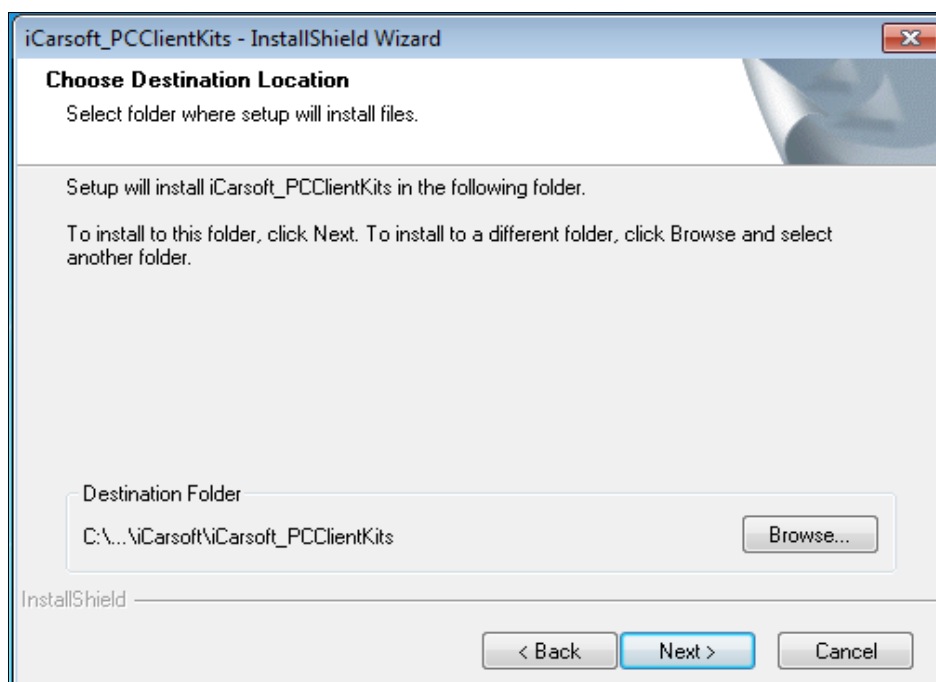 iCarsoft_PCClientKits - InstallShield Wizard
Choose Destination Location
Select folder where setup will install files.
Setup will install iCarsoft_PCClientKits in the following folder.
To install to this folder, click Next. To install to a different folder, click Browse and select
another folder.
Destination Folder
C:\...\iCarsoft\iCarsoft_PCClientKits
Browse...
InstallShield
< Back
Next >
Cancel